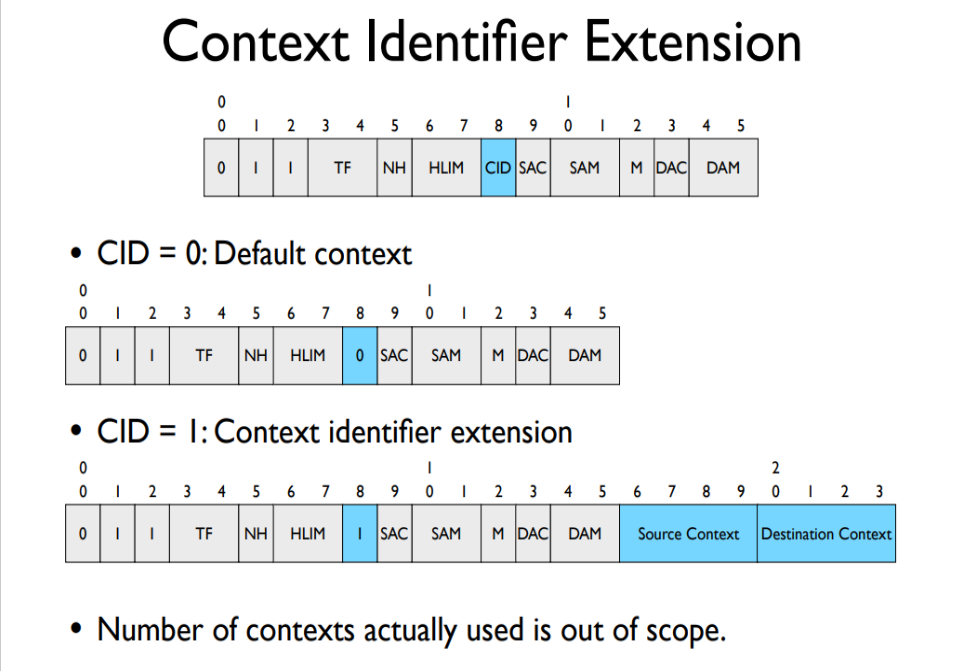 Context Identifier Extension
0 1
0 1 2 3 4 5 6 7 8 9 0 1 2 3 4 5
0 1 1 TF NH HLIM CID SAC SAM M DAC DAM
• CID = 0: Default context
0 1
0 1 2 3 4 5 6 7 8 9 0 1 2 3 4 5
0 1 1 TF NH HLIM 0 SAC SAM M DAC DAM
• CID = 1: Context identifier extension
0 1 2
0 1 2 3 4 5 6 7 8 9 0 1 2 3 4 5 6 7 8 9 0 1 2 3
0 1 1 TF NH HLIM 1 SAC SAM M DAC DAM Source Context Destination Context
• Number of contexts actually used is out of scope.